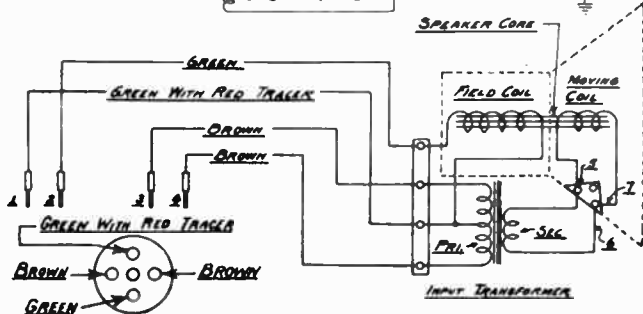 SPEAKER CORE
GREEN
FIELD COIL
MOVING COIL
GREEN WITH RED TRACER
BROWN
BROWN
1 2 3 4
GREEN WITH RED TRACER
BROWN
BROWN
GREEN
PRI.
SEC
7
6
INPUT TRANSFORMER